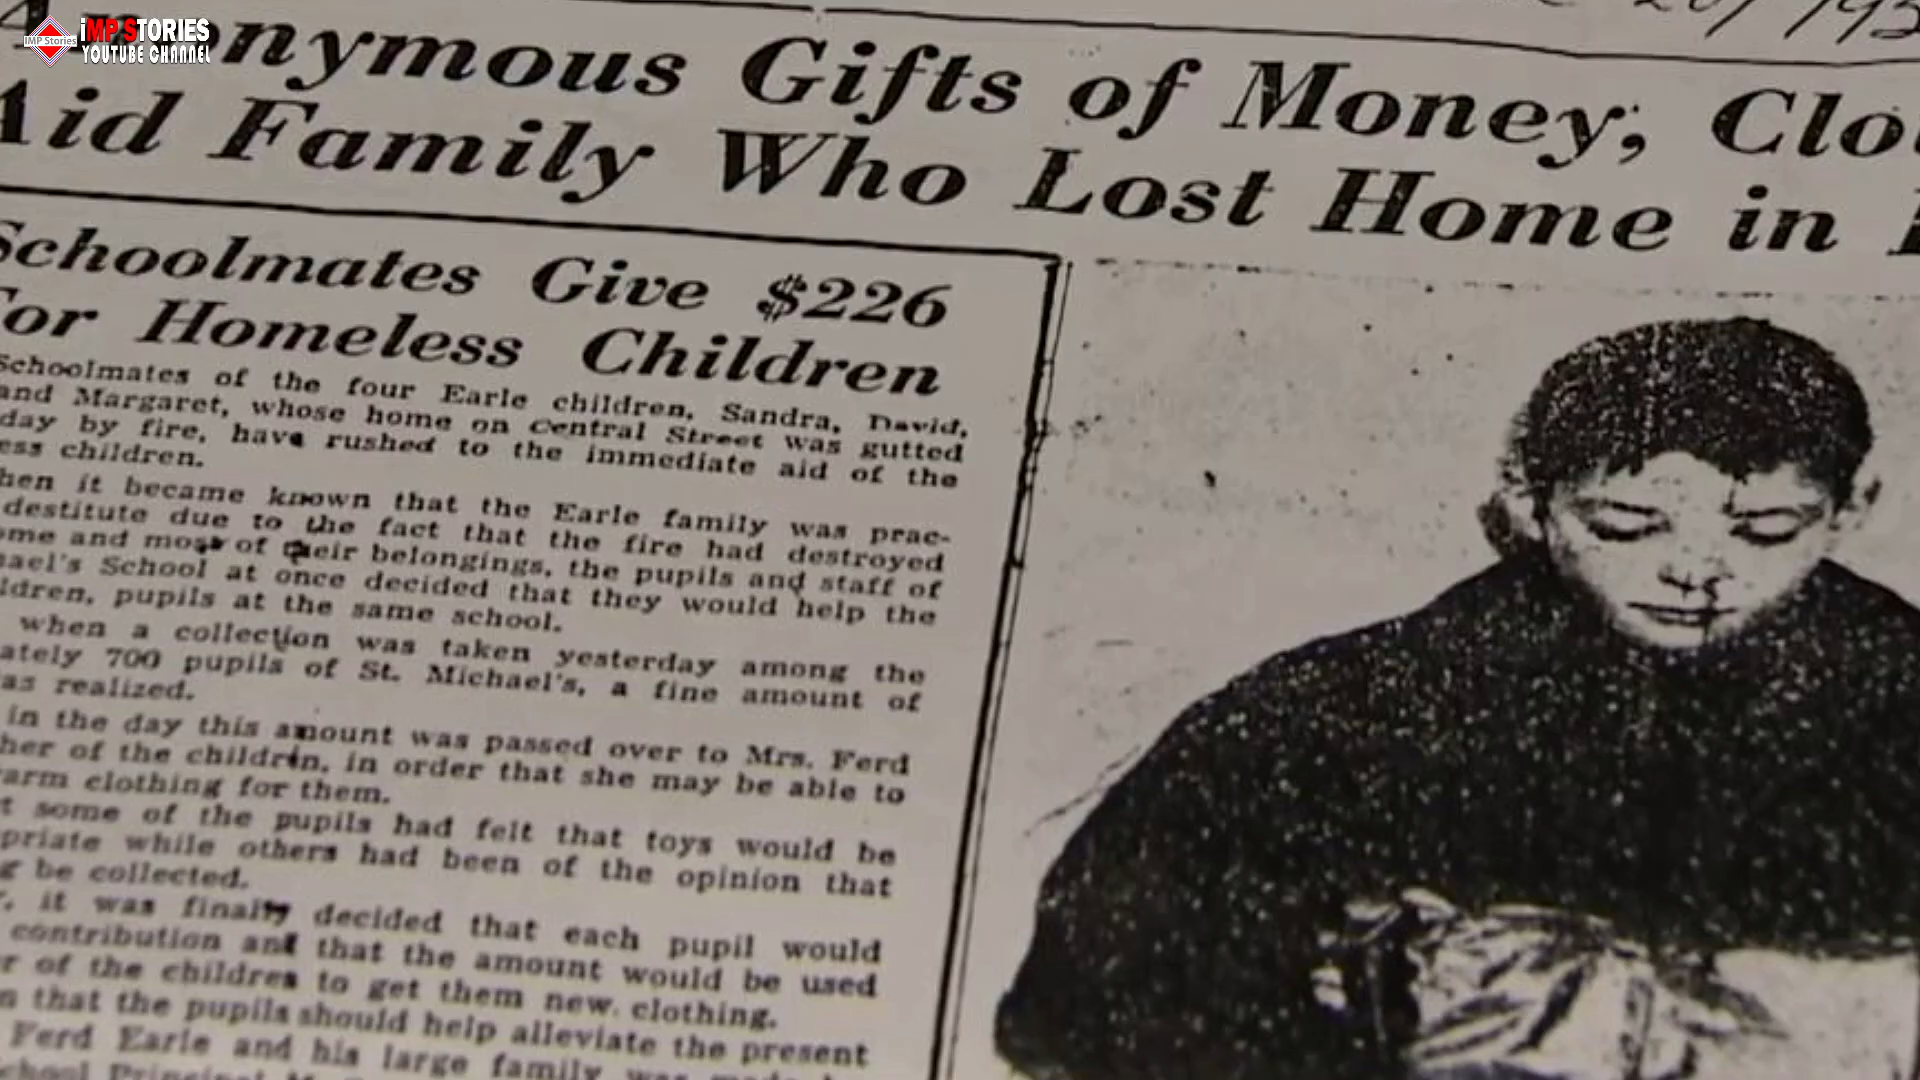 iMP STORIES
IMP Stories
YOUTUBE CHANNEL
Anonymous Gifts of Money, Clo
Aid Family Who Lost Home in
Schoolmates Give $226
For Homeless Children
Schoolmates of the four Earle children, Sandra, David,
and Margaret, whose home on Central Street was gutted
day by fire, have rushed to the immediate aid of the
ess children.
hen it became known that the Earle family was prac-
destitute due to the fact that the fire had destroyed
ome and most of their belongings, the pupils and staff of
hael's School at once decided that they would help the
ldren, pupils at the same school.
when a collection was taken yesterday among the
ately 700 pupils of St. Michael's, a fine amount of
as realized.
in the day this amount was passed over to Mrs. Ferd
her of the children, in order that she may be able to
arm clothing for them.
t some of the pupils had felt that toys would be
priate while others had been of the opinion that
g be collected.
, it was finally decided that each pupil would
contribution and that the amount would be used
r of the children to get them new clothing.
n that the pupils should help alleviate the present
Ferd Earle and his large family was made
chool Principal